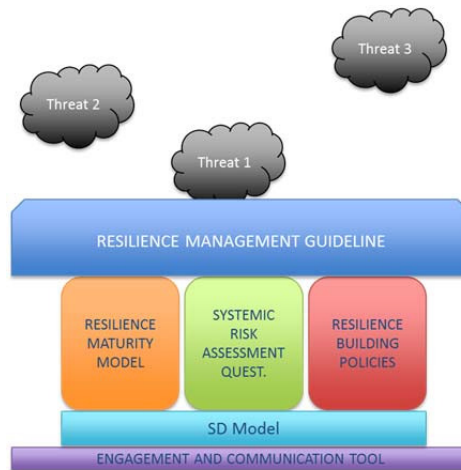 Threat 3
Threat 2
Threat 1
RESILIENCE MANAGEMENT GUIDELINE
RESILIENCE
MATURITY
MODEL
SYSTEMIC
RISK
ASSESSMENT
QUEST.
RESILIENCE
BUILDING
POLICIES
SD Model
ENGAGEMENT AND COMMUNICATION TOOL